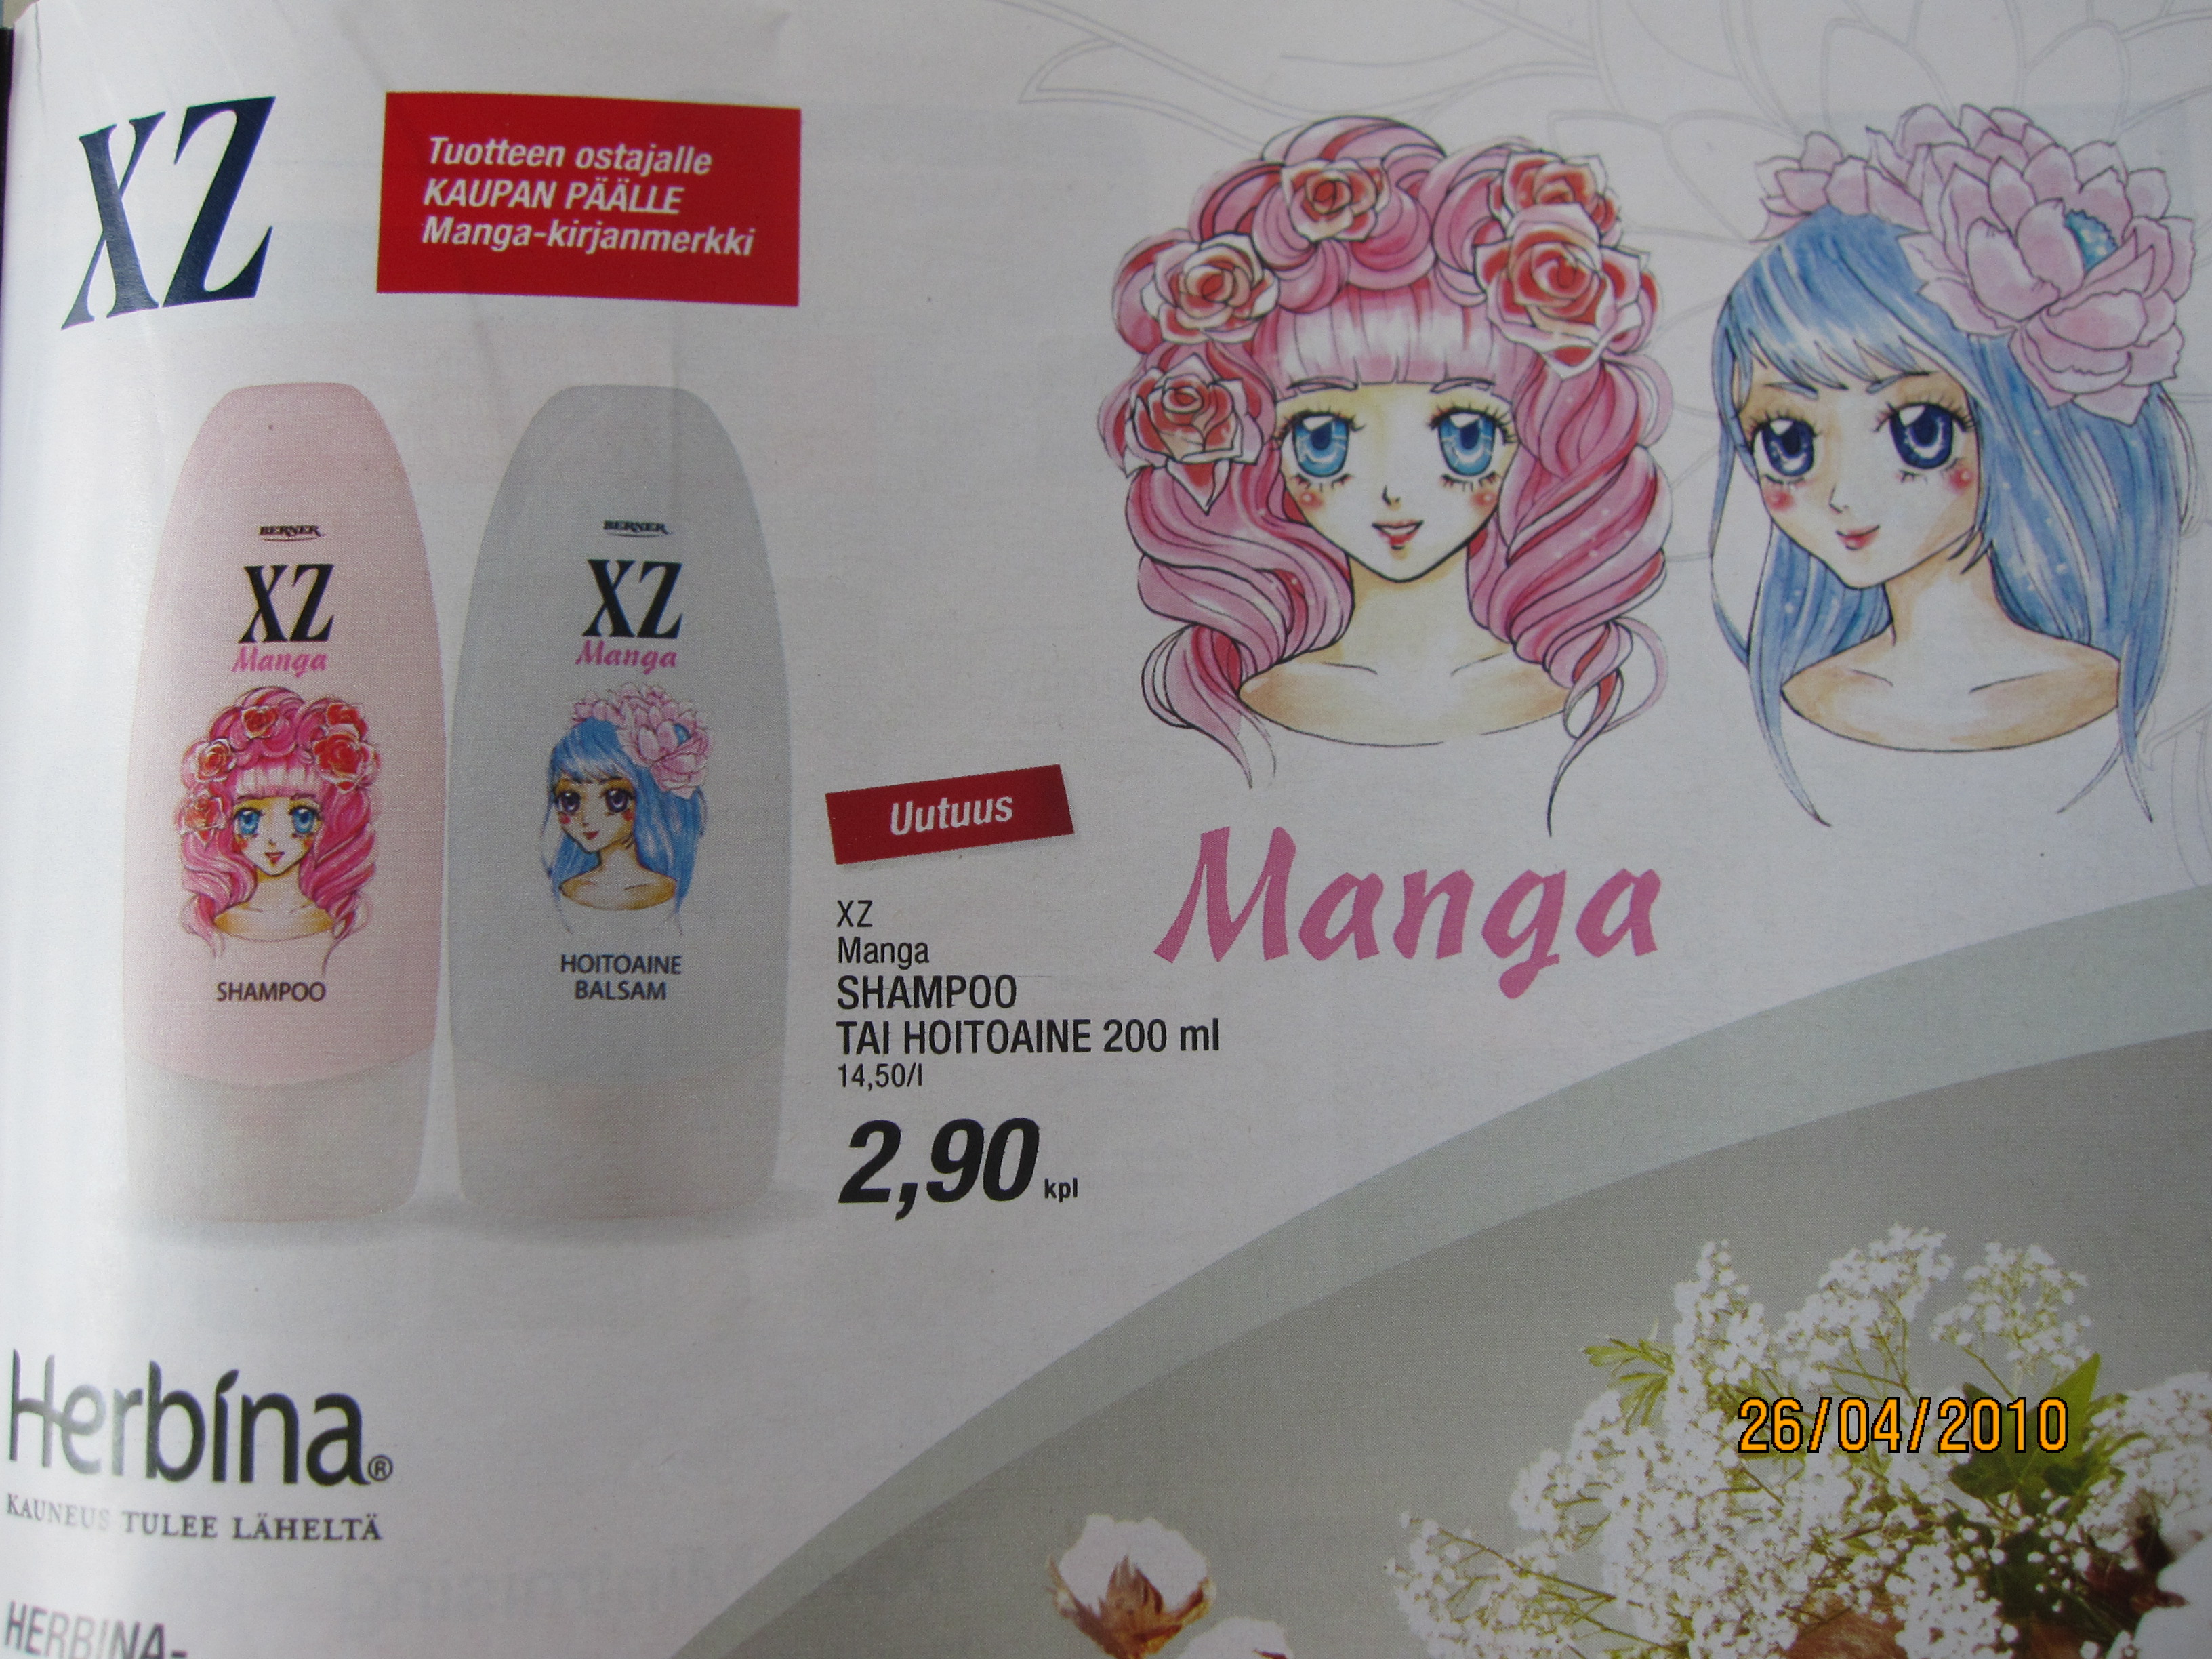 XZ
Tuotteen ostajalle
KAUPAN PÄÄLLE
Manga-kirjanmerkki
BERNER
XZ
Manga
SHAMPOO
BERNER
XZ
Manga
HOITOAINE
BALSAM
Uutuus
XZ
Manga
SHAMPOO
TAI HOITOAINE 200 ml
14,50/l
2,90 kpl
Manga
Herbína®
KAUNEUS TULEE LÄHELTÄ
HERBINA-
26/04/2010